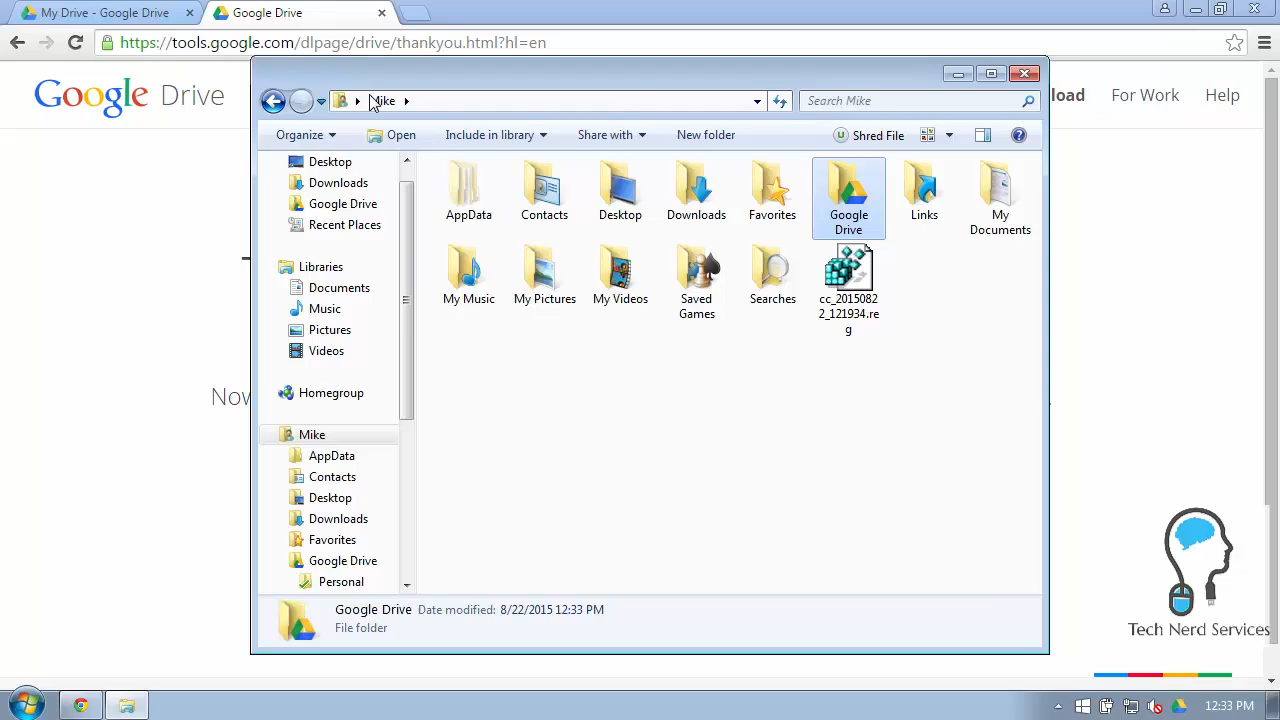 My Drive - Google Drive
Google Drive
https://tools.google.com/dlpage/drive/thankyou.html?hl=en
Google Drive
For Work
Help
Mike
Search Mike
Organize
Open
Include in library
Share with
New folder
Shred File
Desktop
Downloads
Google Drive
Recent Places
Libraries
Documents
Music
Pictures
Videos
Homegroup
Mike
AppData
Contacts
Desktop
Downloads
Favorites
Google Drive
Personal
AppData
Contacts
Desktop
Downloads
Favorites
Google
Drive
Links
My
Documents
My Music
My Pictures
My Videos
Saved
Games
Searches
cc_2015082
2_121934.re
g
Google Drive Date modified: 8/22/2015 12:33 PM
File folder
Tech Nerd Services
12:33 PM